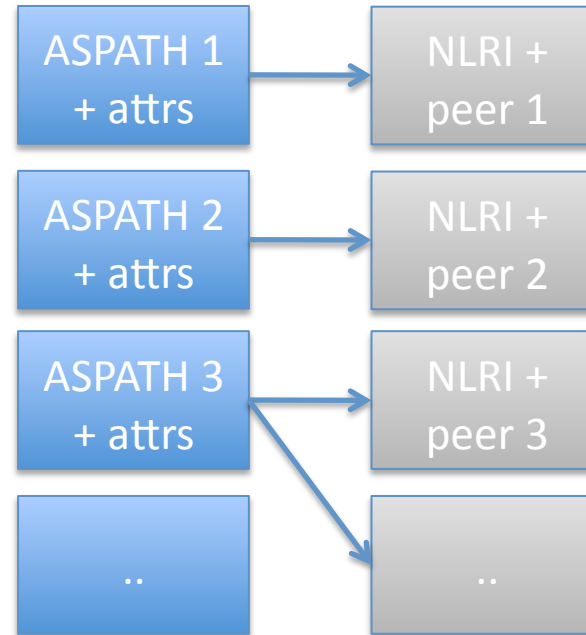 ASPATH 1
+ attrs
NLRI +
peer 1
ASPATH 2
+ attrs
NLRI +
peer 2
ASPATH 3
+ attrs
NLRI +
peer 3
..
..